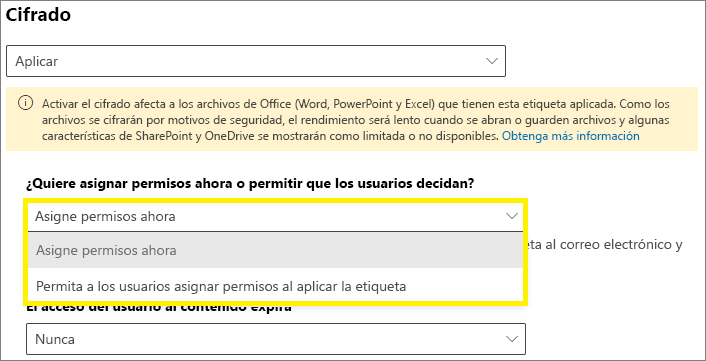 Cifrado
Aplicar
Activar el cifrado afecta a los archivos de Office (Word, PowerPoint y Excel) que tienen esta etiqueta aplicada. Como los
archivos se cifrarán por motivos de seguridad, el rendimiento será lento cuando se abran o guarden archivos y algunas
características de SharePoint y OneDrive se mostrarán como limitada o no disponibles. Obtenga más información
¿Quiere asignar permisos ahora o permitir que los usuarios decidan?
Asigne permisos ahora
Asigne permisos ahora
eta al correo electrónico y
Permita a los usuarios asignar permisos al aplicar la etiqueta
El acceso del usuario al contenido expira
Nunca